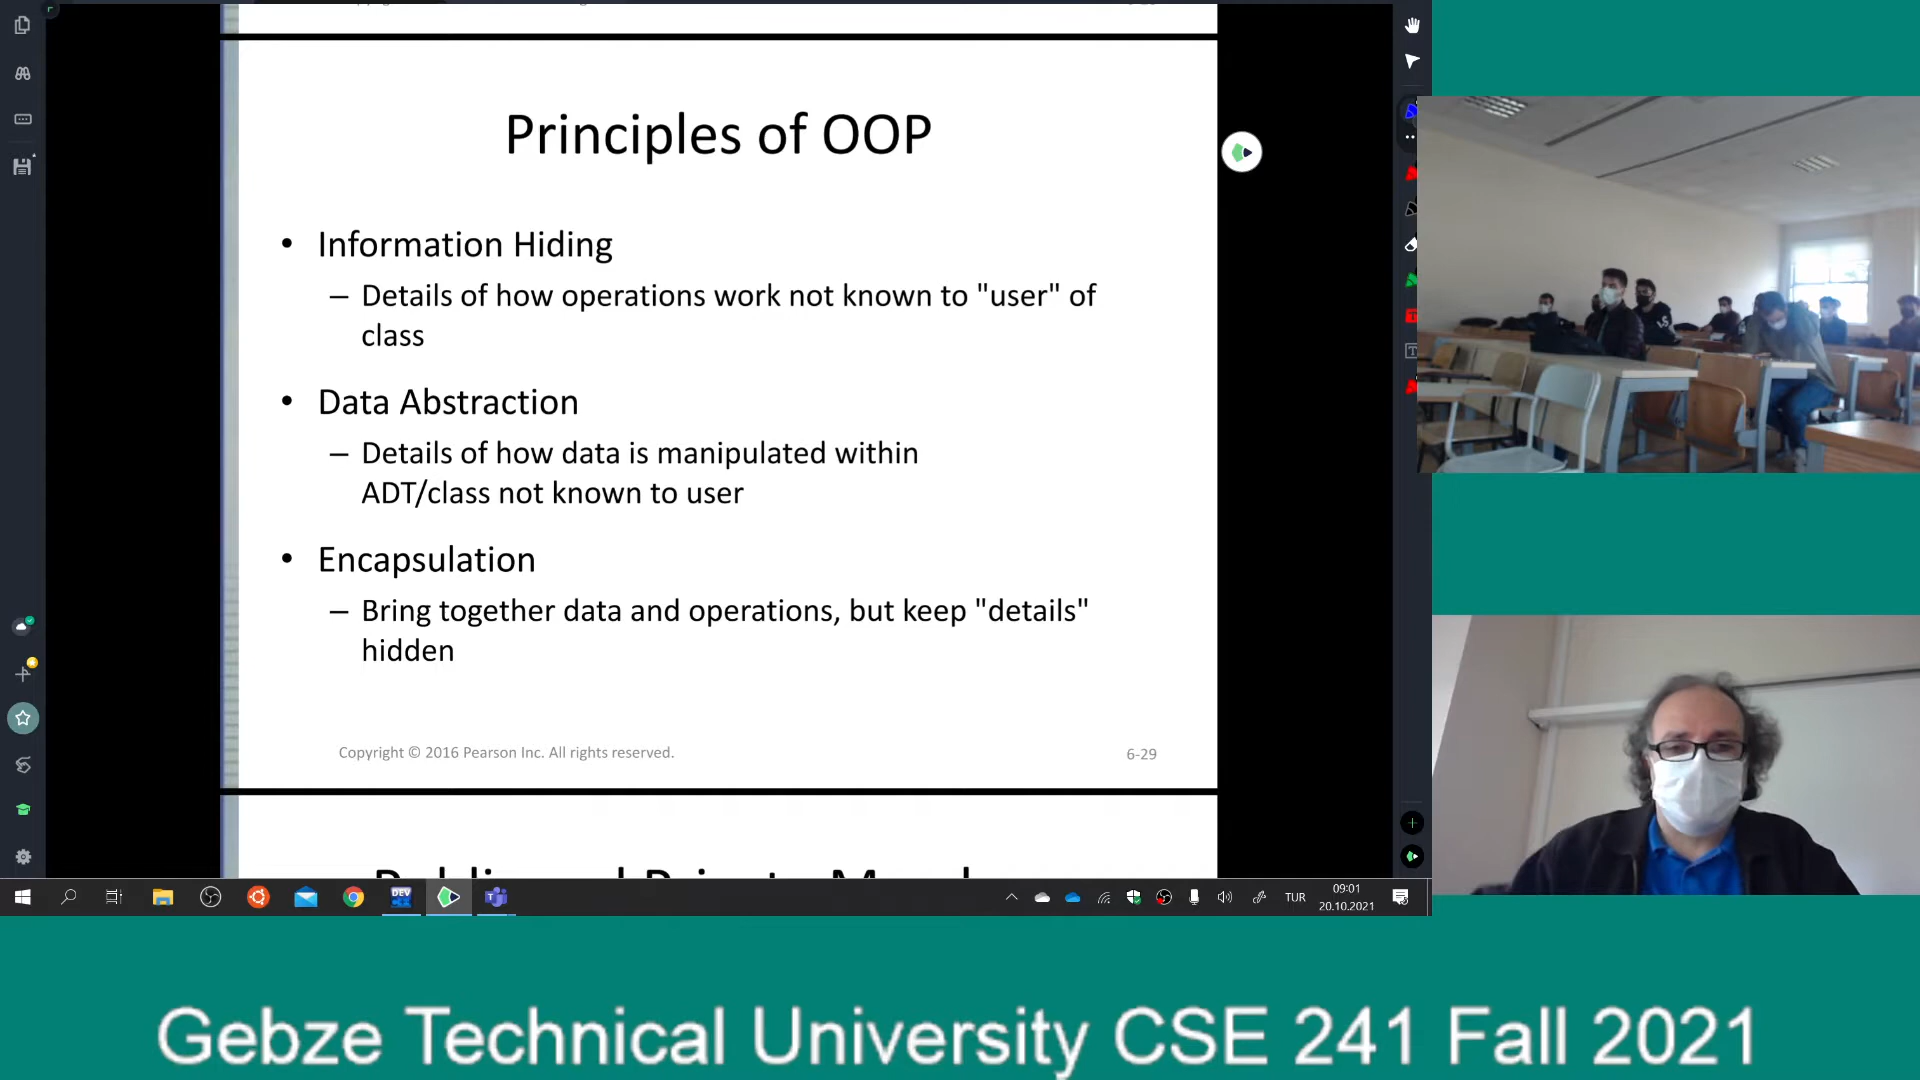 Principles of OOP
• Information Hiding
– Details of how operations work not known to "user" of
class
• Data Abstraction
– Details of how data is manipulated within
ADT/class not known to user
• Encapsulation
– Bring together data and operations, but keep "details"
hidden
Copyright © 2016 Pearson Inc. All rights reserved.
6-29
DEV
TUR
09:01
20.10.2021
Gebze Technical University CSE 241 Fall 2021